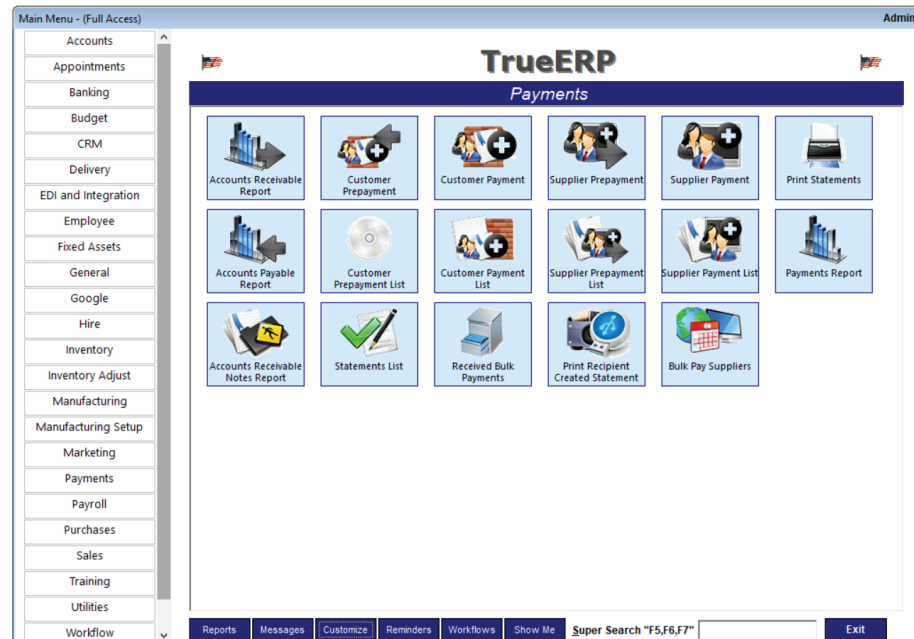 Main Menu - (Full Access)
Admin
Accounts
Appointments
Banking
Budget
CRM
Delivery
EDI and Integration
Employee
Fixed Assets
General
Google
Hire
Inventory
Inventory Adjust
Manufacturing
Manufacturing Setup
Marketing
Payments
Payroll
Purchases
Sales
Training
Utilities
Workflow
TrueERP
Payments
Accounts Receivable
Report
Customer
Prepayment
Customer Payment
Supplier Prepayment
Supplier Payment
Print Statements
Accounts Payable
Report
Customer
Prepayment List
Customer Payment
List
Supplier Prepayment
List
Supplier Payment List
Payments Report
Accounts Receivable
Notes Report
Statements List
Received Bulk
Payments
Print Recipient
Created Statement
Bulk Pay Suppliers
Reports
Messages
Customize
Reminders
Workflows
Show Me
Super Search "F5,F6,F7"
Exit